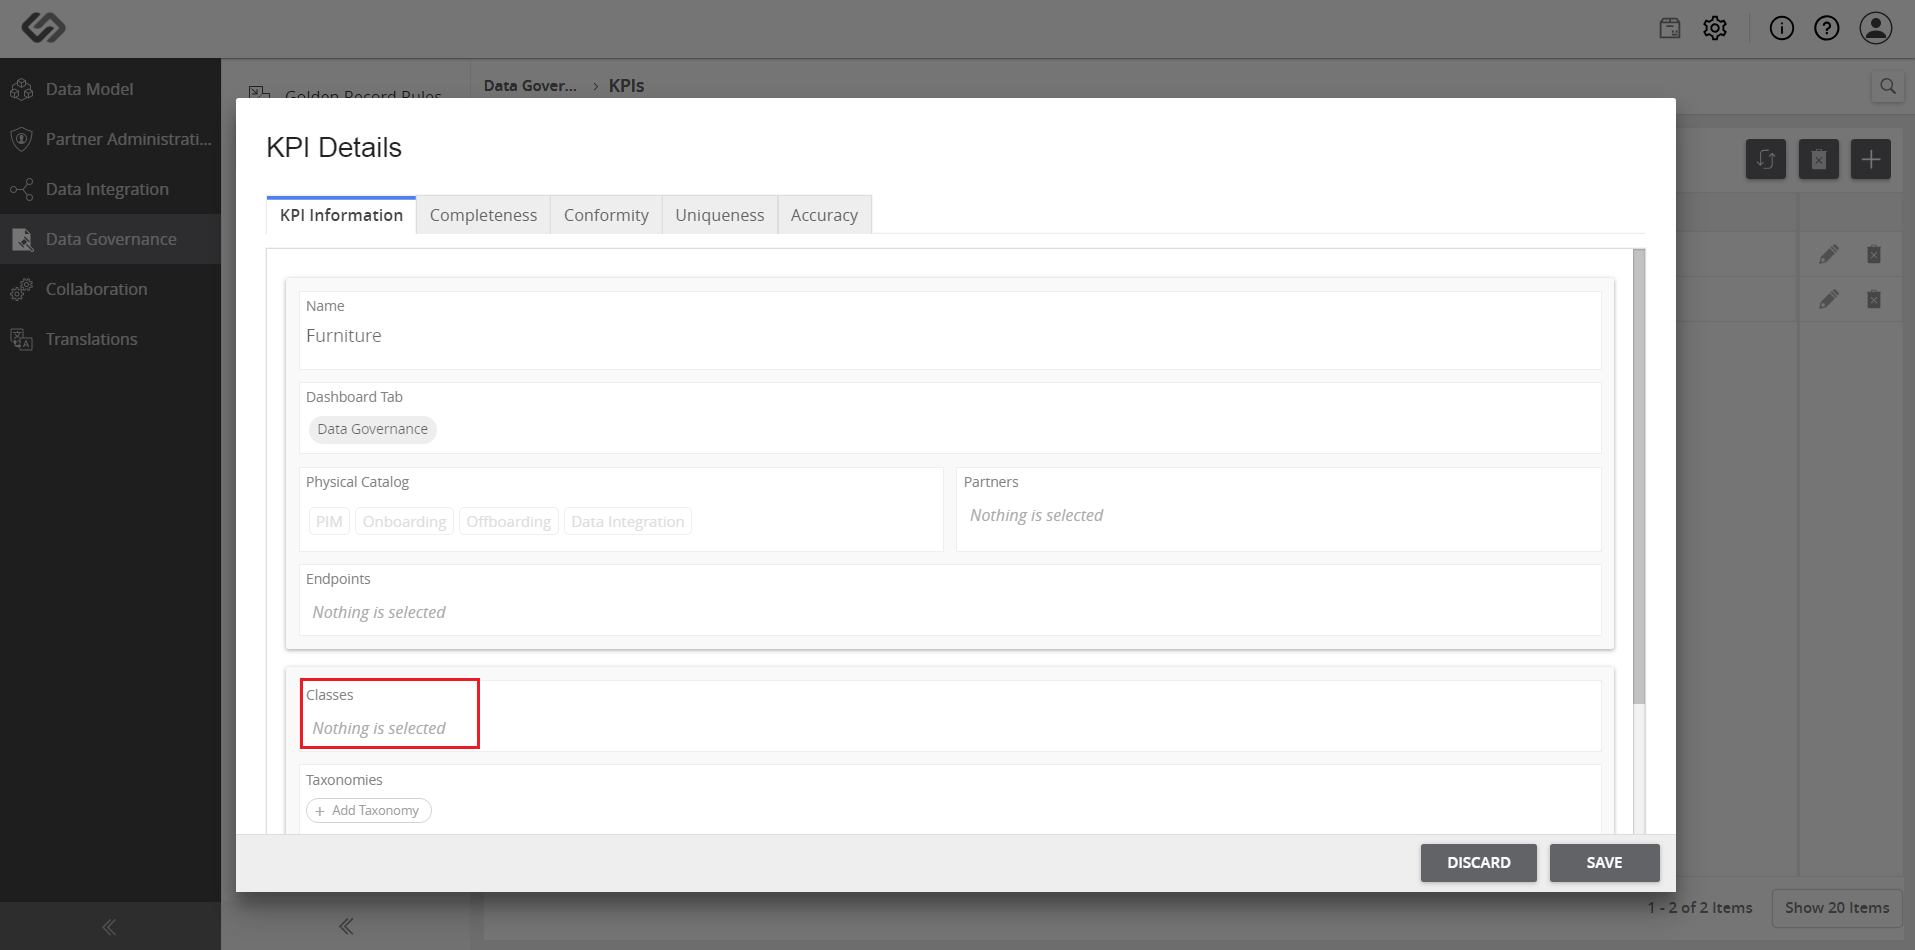 Data Model
Partner Administrati...
Data Integration
Data Governance
Collaboration
Translations
Golden Record Rules
Data Gover... › KPIs
KPI Details
KPI Information
Completeness
Conformity
Uniqueness
Accuracy
Name
Furniture
Dashboard Tab
Data Governance
Physical Catalog
PIM
Onboarding
Offboarding
Data Integration
Partners
Nothing is selected
Endpoints
Nothing is selected
Classes
Nothing is selected
Taxonomies
+ Add Taxonomy
DISCARD
SAVE
1 - 2 of 2 Items
Show 20 Items